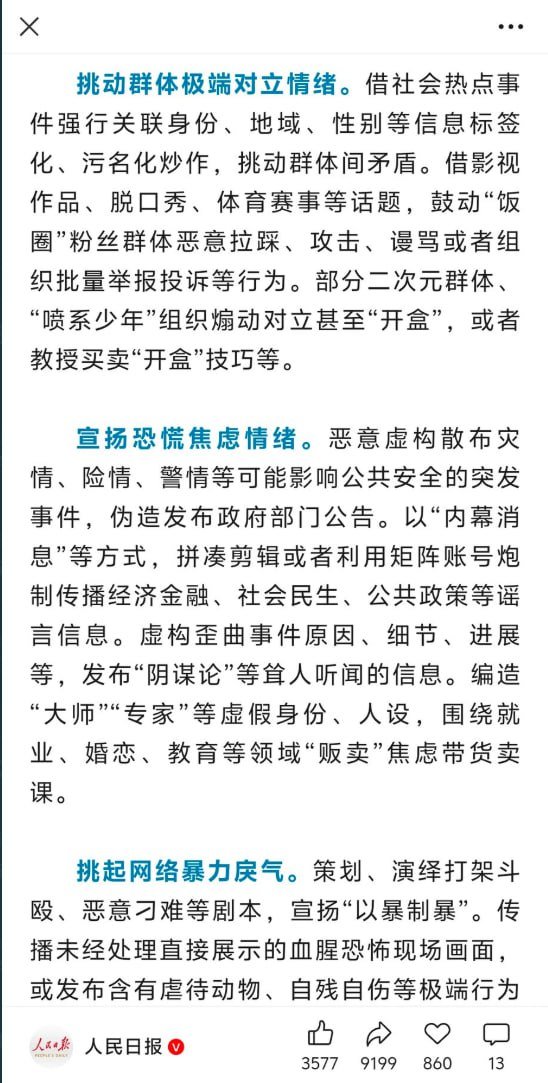 挑动群体极端对立情绪。借社会热点事
件强行关联身份、地域、性别等信息标签
化、污名化炒作，挑动群体间矛盾。借影视
作品、脱口秀、体育赛事等话题，鼓动“饭
圈”粉丝群体恶意拉踩、攻击、谩骂或者组
织批量举报投诉等行为。部分二次元群体、
“喷系少年”组织煽动对立甚至“开盒”，或者
教授买卖“开盒”技巧等。
宣扬恐慌焦虑情绪。恶意虚构散布灾
情、险情、警情等可能影响公共安全的突发
事件，伪造发布政府部门公告。以“内幕消
息”等方式，拼凑剪辑或者利用矩阵账号炮
制传播经济金融、社会民生、公共政策等谣
言信息。虚构歪曲事件原因、细节、进展
等，发布“阴谋论”等耸人听闻的信息。编造
“大师”“专家”等虚假身份、人设，围绕就
业、婚恋、教育等领域“贩卖”焦虑带货卖
课。
挑起网络暴力戾气。策划、演绎打架斗
殴、恶意刁难等剧本，宣扬“以暴制暴”。传
播未经处理直接展示的血腥恐怖现场画面，
或发布含有虐待动物、自残自伤等极端行为
人民日报
PEOPLE'S DAILY
人民日报
3577
9199
860
13